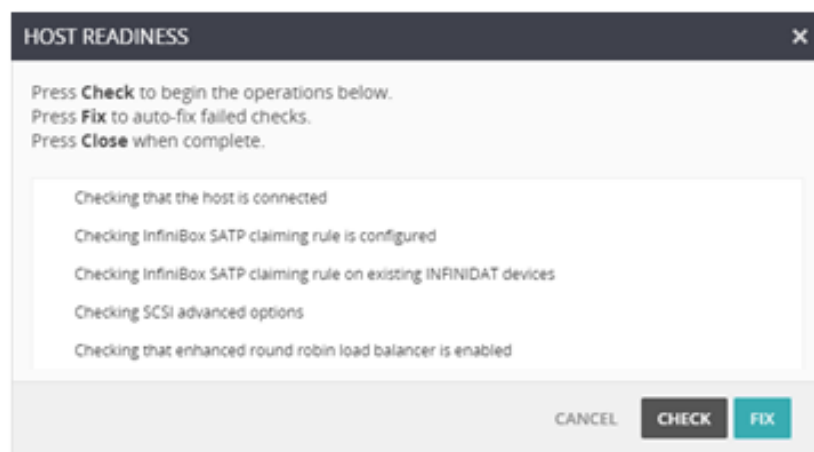 HOST READINESS
Press Check to begin the operations below.
Press Fix to auto-fix failed checks.
Press Close when complete.
Checking that the host is connected
Checking InfiniBox SATP claiming rule is configured
Checking InfiniBox SATP claiming rule on existing INFINIDAT devices
Checking SCSI advanced options
Checking that enhanced round robin load balancer is enabled
CANCEL CHECK FIX